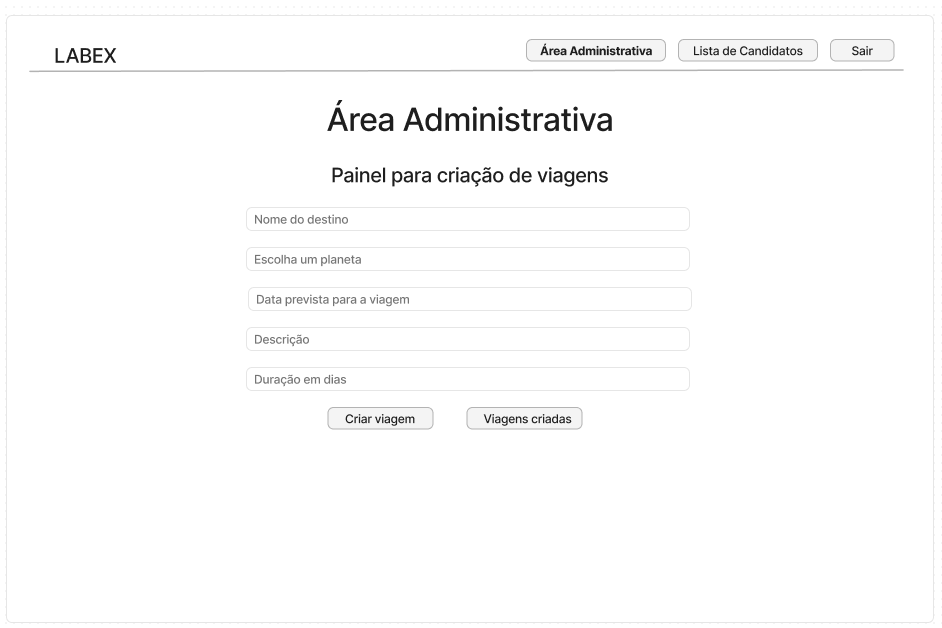 LABEX
Área Administrativa
Lista de Candidatos
Sair
Área Administrativa
Painel para criação de viagens
Nome do destino
Escolha um planeta
Data prevista para a viagem
Descrição
Duração em dias
Criar viagem
Viagens criadas